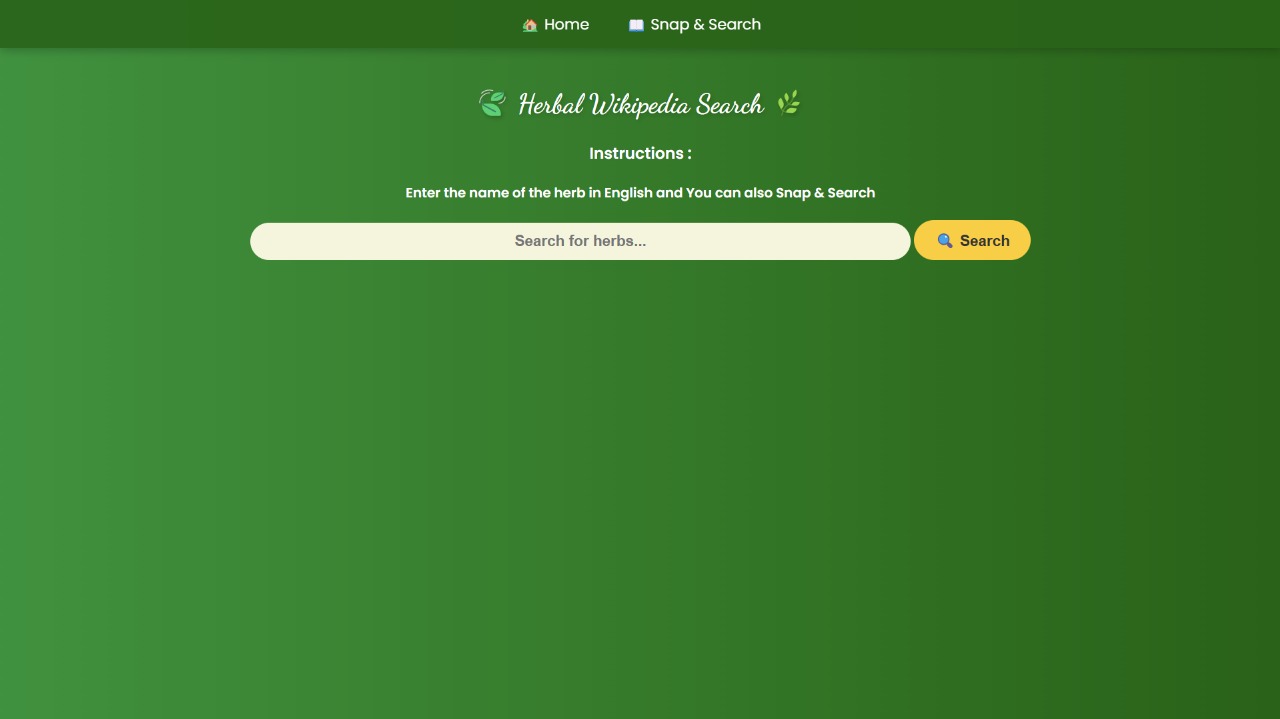 🏠 Home 📖 Snap & Search
🍃 Herbal Wikipedia Search 🌿
Instructions :
Enter the name of the herb in English and You can also Snap & Search
Search for herbs... 🔍 Search